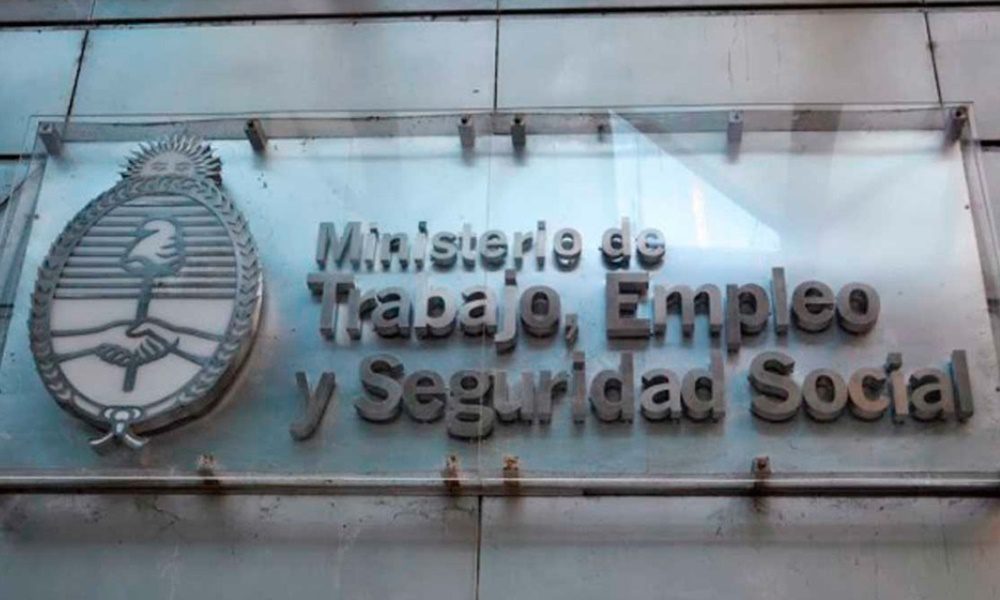 Ministerio de
Trabajo, Empleo
y Seguridad Social